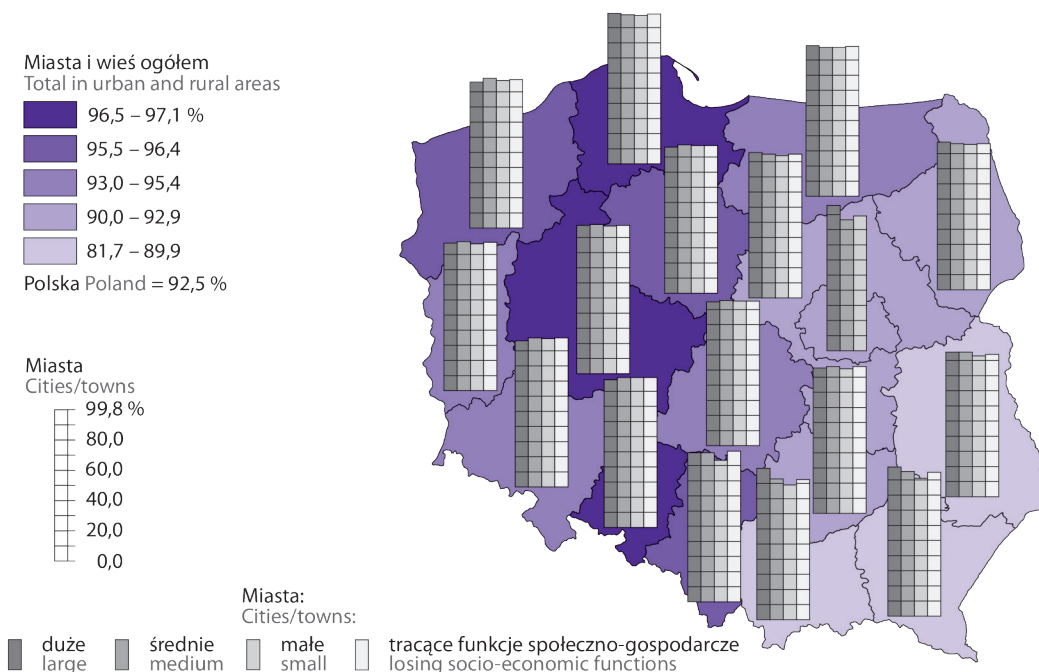 Miasta i wieś ogółem
Total in urban and rural areas
96,5 – 97,1 %
95,5 – 96,4
93,0 – 95,4
90,0 – 92,9
81,7 – 89,9
Polska Poland = 92,5 %
Miasta
Cities/towns
99,8 %
80,0
60,0
40,0
20,0
0,0
Miasta:
Cities/towns:
duże
large
średnie
medium
małe
small
tracące funkcje społeczno-gospodarcze
losing socio-economic functions